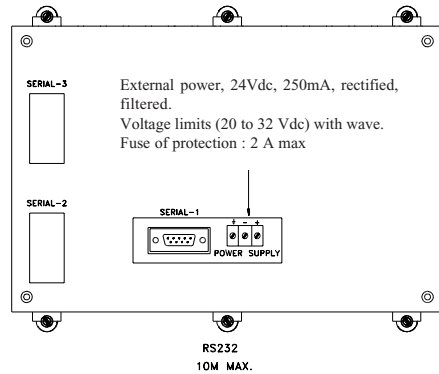 SERIAL-3
External power, 24Vdc, 250mA, rectified,
filtered.
Voltage limits (20 to 32 Vdc) with wave.
Fuse of protection : 2 A max
SERIAL-2
SERIAL-1
- +
POWER SUPPLY
RS232
10M MAX.